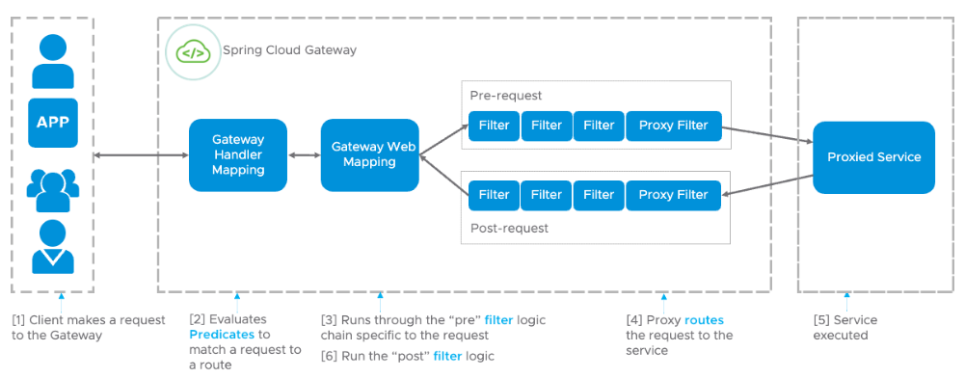 Spring Cloud Gateway
APP
Gateway
Handler
Mapping
Gateway Web
Mapping
Pre-request
Filter
Filter
Filter
Proxy Filter
Filter
Filter
Filter
Proxy Filter
Post-request
Proxied Service
[1] Client makes a request
to the Gateway
[2] Evaluates
Predicates to
match a request to
a route
[3] Runs through the “pre” filter logic
chain specific to the request
[6] Run the “post” filter logic
[4] Proxy routes
the request to the
service
[5] Service
executed